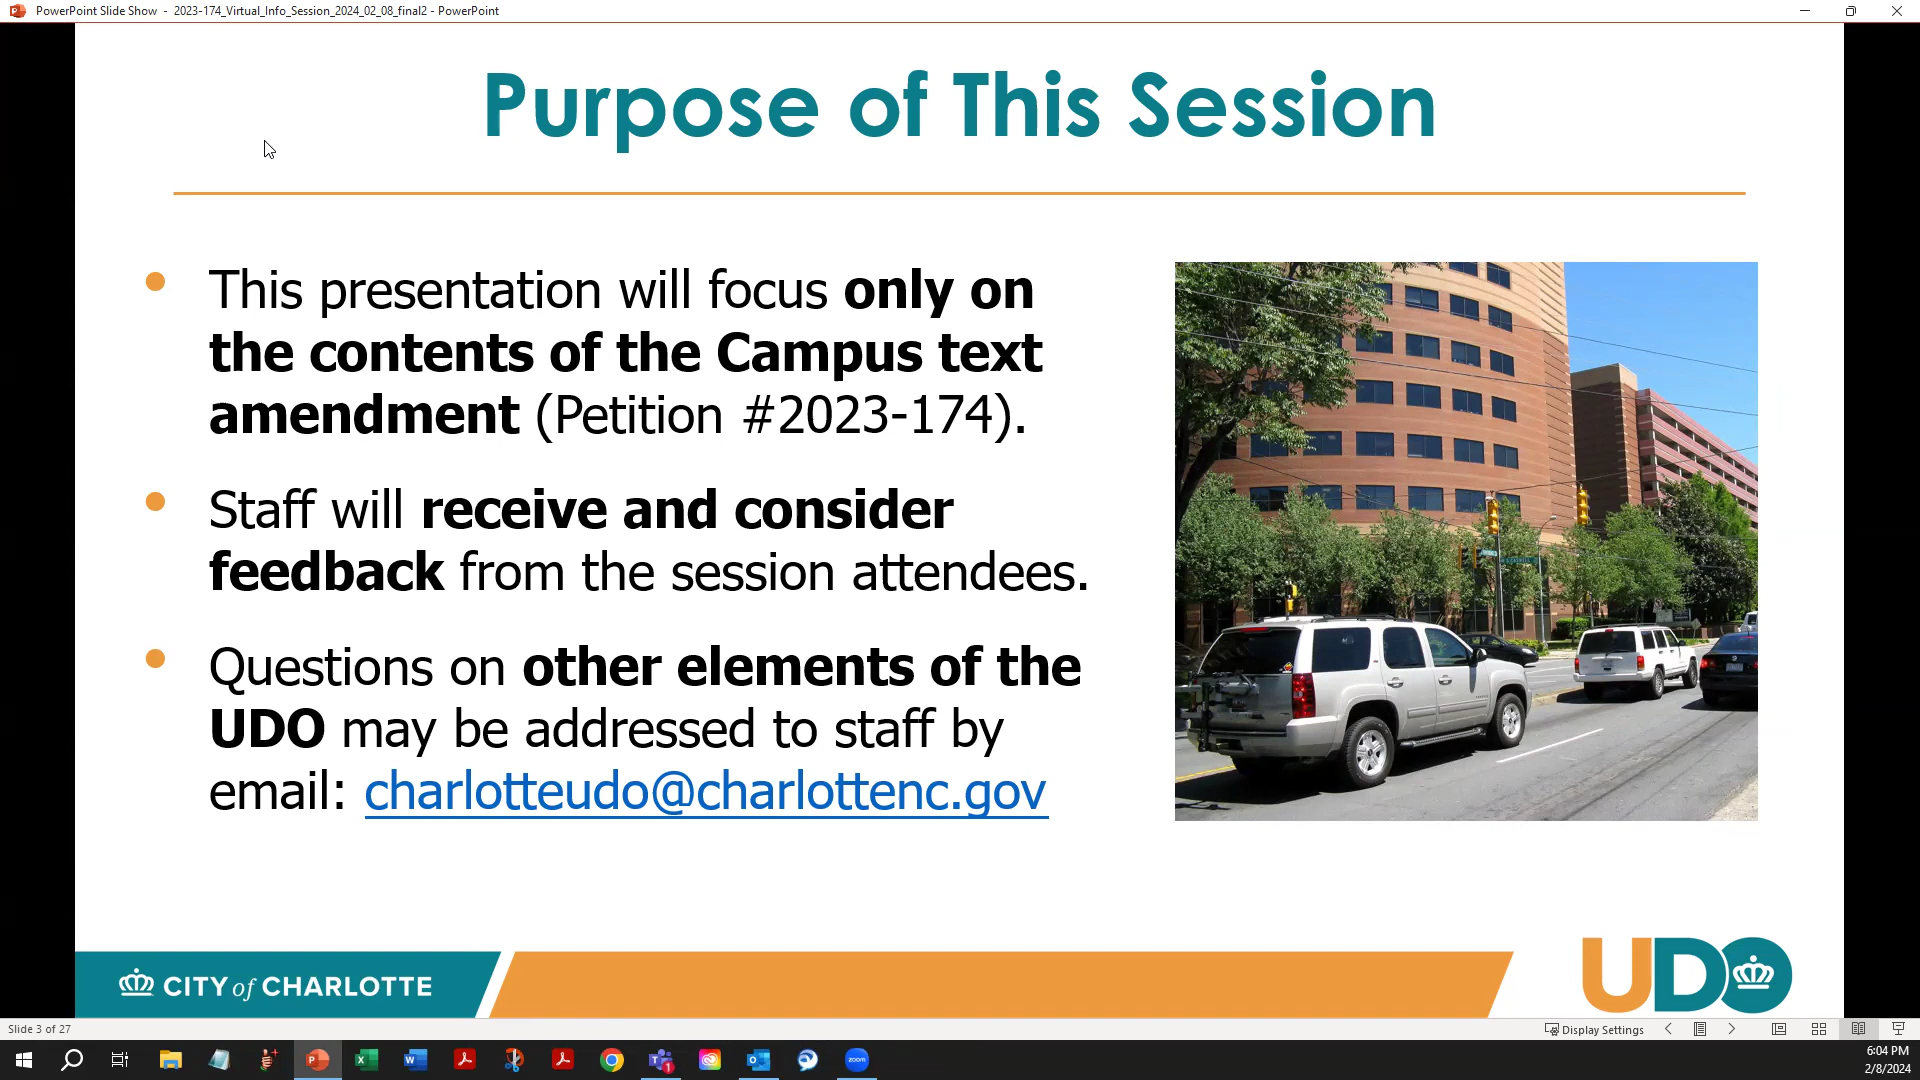 PowerPoint Slide Show - 2023-174_Virtual_Info_Session_2024_02_08_final2 - PowerPoint
Purpose of This Session
This presentation will focus only on
the contents of the Campus text
amendment (Petition #2023-174).
Staff will receive and consider
feedback from the session attendees.
Questions on other elements of the
UDO may be addressed to staff by
email: charlotteudo@charlottenc.gov
CITY of CHARLOTTE
UDO
Slide 3 of 27
Display Settings
zoom
1
6:04 PM
2/8/2024